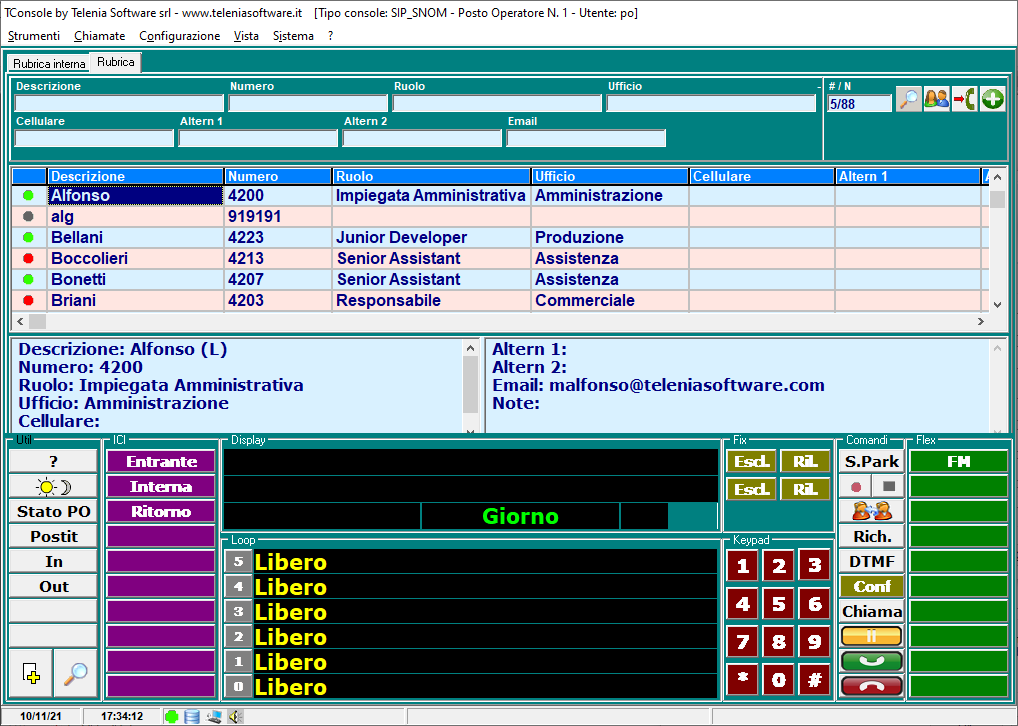 TConsole by Telenia Software srl - www.teleniasoftware.it [Tipo console: SIP_SNOM - Posto Operatore N. 1 - Utente: po]
Strumenti Chiamate Configurazione Vista Sistema ?
Rubrica interna Rubrica
Descrizione Numero Ruolo Ufficio # / N
5/88
Cellulare Altern 1 Altern 2 Email
Descrizione Numero Ruolo Ufficio Cellulare Altern 1 A
Alfonso 4200 Impiegata Amministrativa Amministrazione
alg 919191
Bellani 4223 Junior Developer Produzione
Boccolieri 4213 Senior Assistant Assistenza
Bonetti 4207 Senior Assistant Assistenza
Briani 4203 Responsabile Commerciale
Descrizione: Alfonso (L)
Numero: 4200
Ruolo: Impiegata Amministrativa
Ufficio: Amministrazione
Cellulare:
Altern 1:
Altern 2:
Email: malfonso@teleniasoftware.com
Note:
Util
?
Stato PO
Postit
In
Out
ICI
Entrante
Interna
Ritorno
Display
Giorno
Loop
5 Libero
4 Libero
3 Libero
2 Libero
1 Libero
0 Libero
Fix
Escl. Ril.
Escl. Ril.
Keypad
1 2 3
4 5 6
7 8 9
* 0 #
Comandi
S.Park
Rich.
DTMF
Conf
Chiama
Flex
FM
10/11/21 17:34:12